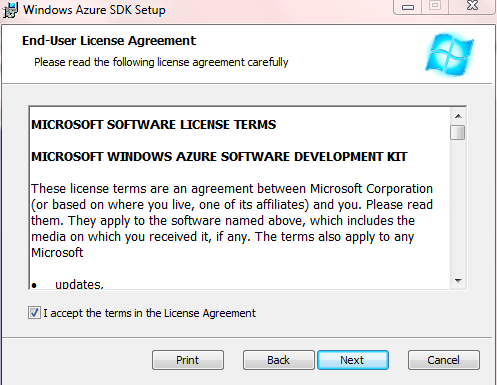 Windows Azure SDK Setup
End-User License Agreement
Please read the following license agreement carefully
MICROSOFT SOFTWARE LICENSE TERMS
MICROSOFT WINDOWS AZURE SOFTWARE DEVELOPMENT KIT
These license terms are an agreement between Microsoft Corporation
(or based on where you live, one of its affiliates) and you. Please read
them. They apply to the software named above, which includes the
media on which you received it, if any. The terms also apply to any
Microsoft
• updates,
I accept the terms in the License Agreement
Print Back Next Cancel